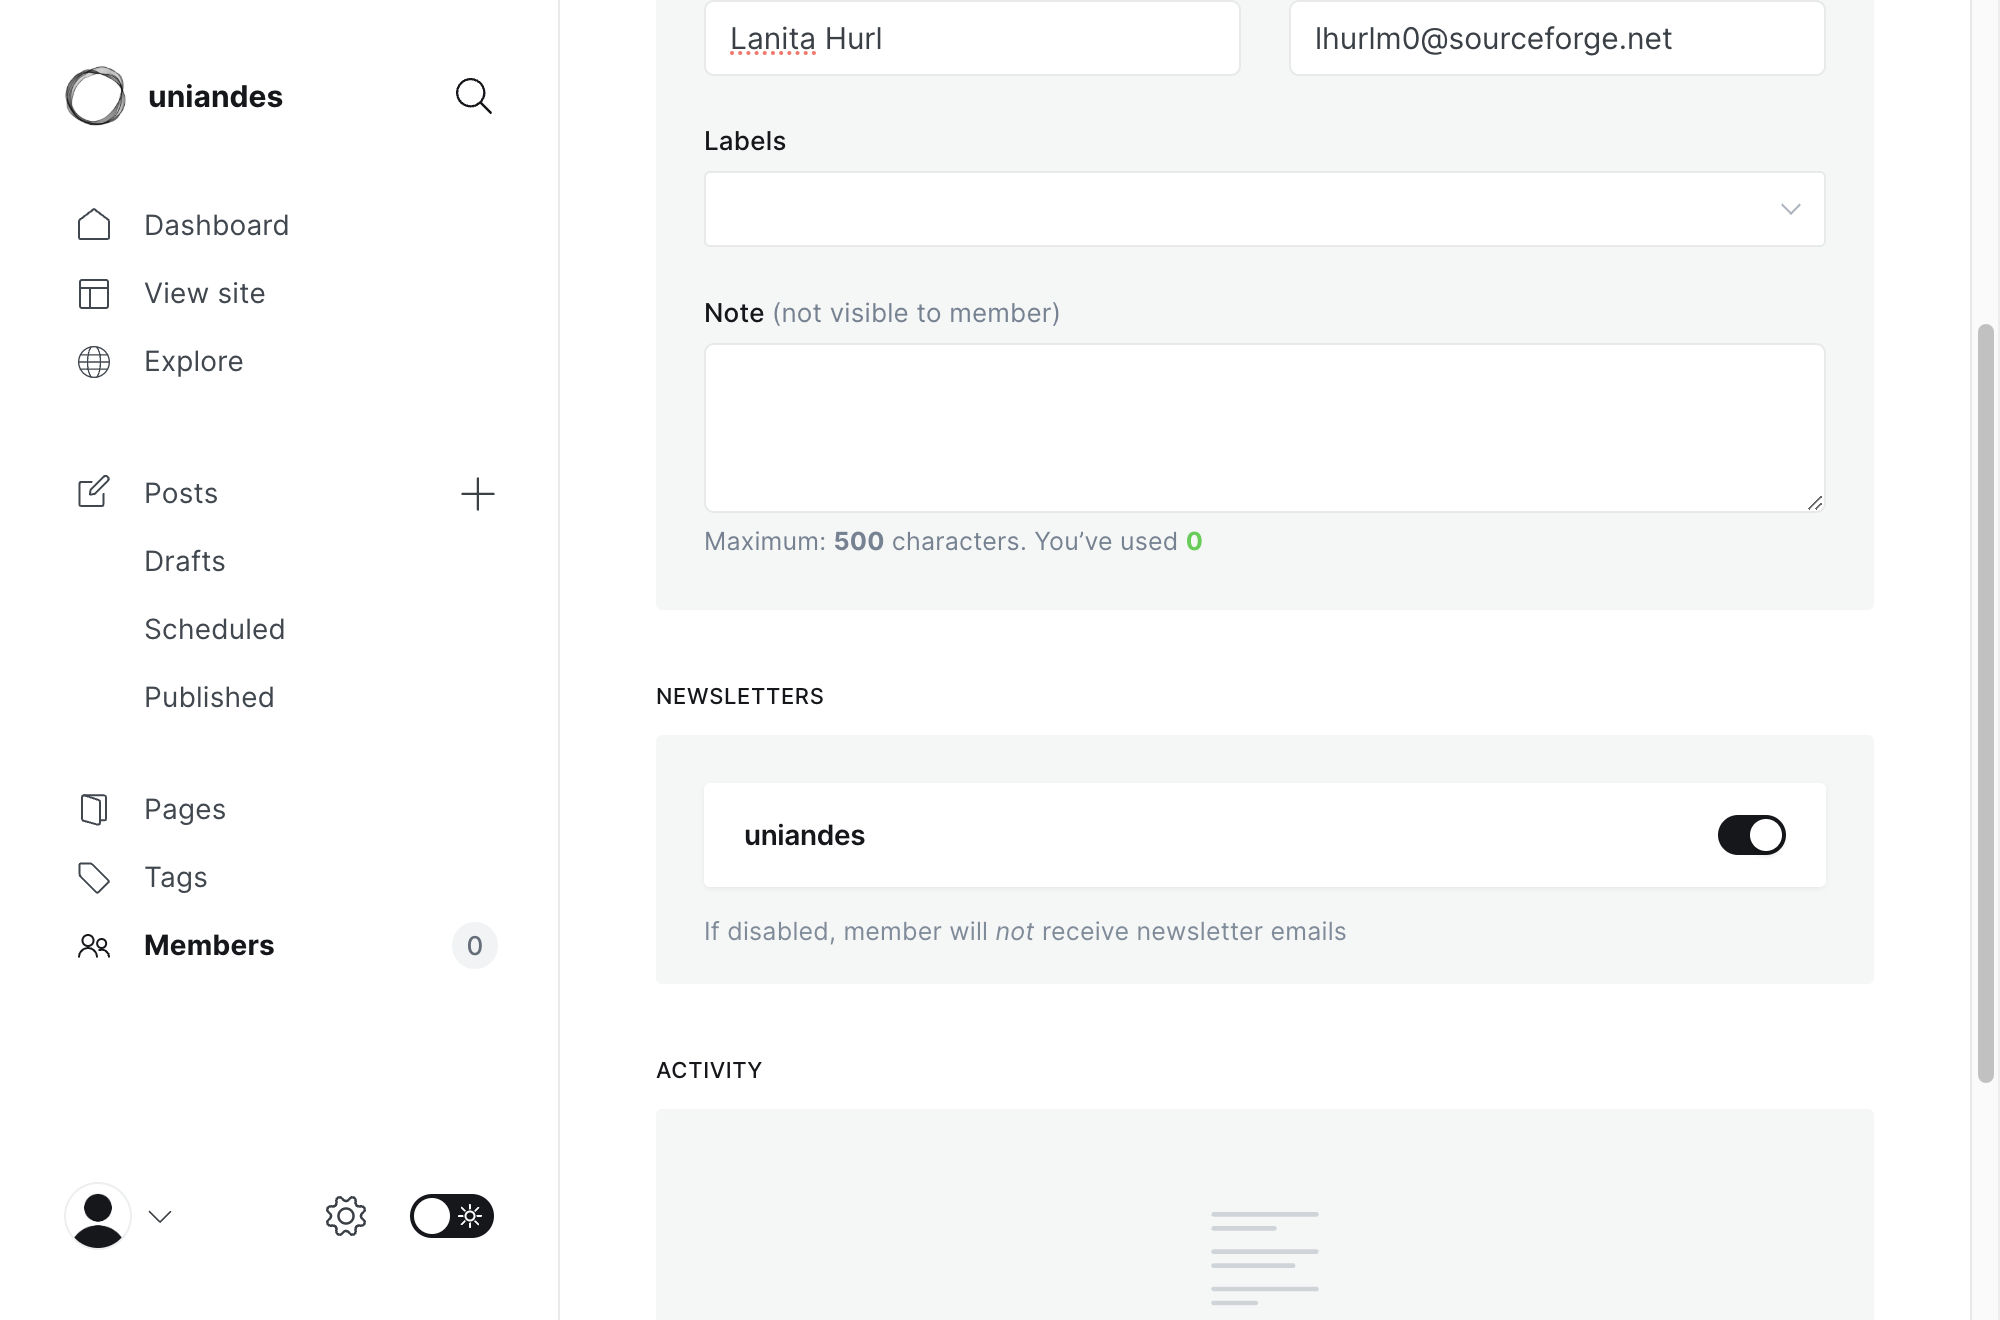 uniandes
Dashboard
View site
Explore
Posts
Drafts
Scheduled
Published
Pages
Tags
Members 0
Lanita Hurl
lhurlm0@sourceforge.net
Labels
Note (not visible to member)
Maximum: 500 characters. You’ve used 0
NEWSLETTERS
uniandes
If disabled, member will not receive newsletter emails
ACTIVITY